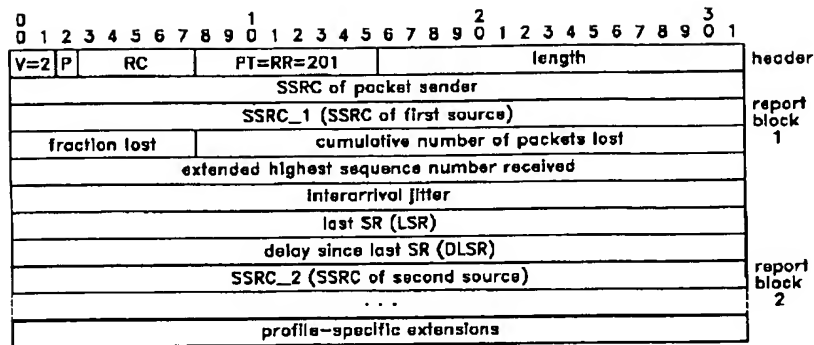 0 1 2 3
0 1 2 3 4 5 6 7 8 9 0 1 2 3 4 5 6 7 8 9 0 1 2 3 4 5 6 7 8 9 0 1
V=2 P RC PT=RR=201 length header
SSRC of packet sender
SSRC_1 (SSRC of first source) report block 1
fraction lost cumulative number of packets lost
extended highest sequence number received
interarrival jitter
last SR (LSR)
delay since last SR (DLSR)
SSRC_2 (SSRC of second source) report block 2
. . .
profile-specific extensions